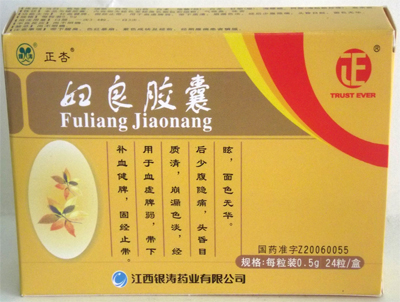 正杏
®
正
TRUST EVER
妇良胶囊
Fuliang Jiaonang
补血健脾，固经止带。
用于血虚脾弱，带下
质清，崩漏色淡，经
后少腹隐痛，头昏目
眩，面色无华。
国药准字Z20060055
规格：每粒装0.5g 24粒/盒
江西银涛药业有限公司